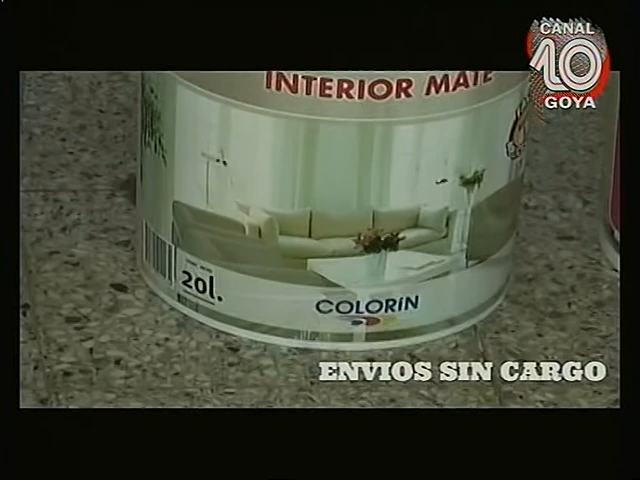 CANAL
10
GOYA
INTERIOR MATE
20l.
COLORIN
ENVIOS SIN CARGO